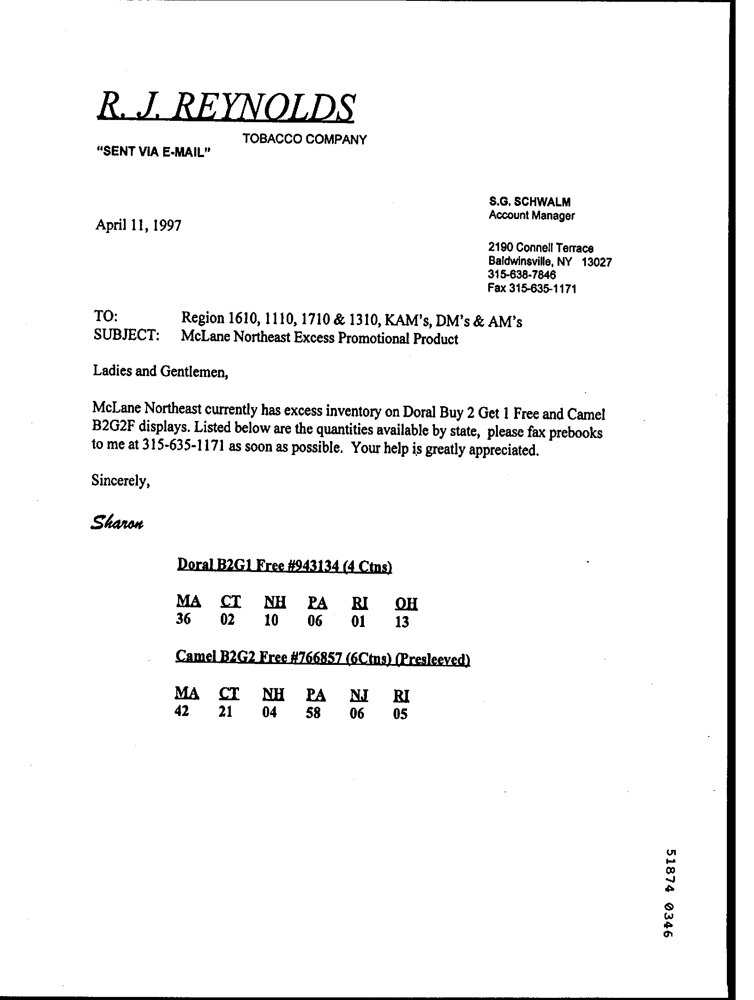 R. J. REYNOLDS
TOBACCO COMPANY
"SENT VIA E-MAIL"
S.G. SCHWALM
Account Manager
April 11, 1997
2190 Connell Terrace
Baldwinsville, NY 13027
315-638-7846
Fax 315-635-1171
TO: Region 1610, 1110, 1710 & 1310, KAM's, DM's & AM's
SUBJECT: McLane Northeast Excess Promotional Product
Ladies and Gentlemen,
McLane Northeast currently has excess inventory on Doral Buy 2 Get 1 Free and Camel
B2G2F displays. Listed below are the quantities available by state, please fax prebooks
to me at 315-635-1171 as soon as possible. Your help is greatly appreciated.
Sincerely,
Sharon
Doral B2G1 Free #943134 (4 Ctns)
MA CT NH PA RI OH
36 02 10 06 01 13
Camel B2G2 Free #766857 (6Ctns) (Presleeved)
MA CT NH PA NJ RI
42 21 04 58 06 05
51874 0346